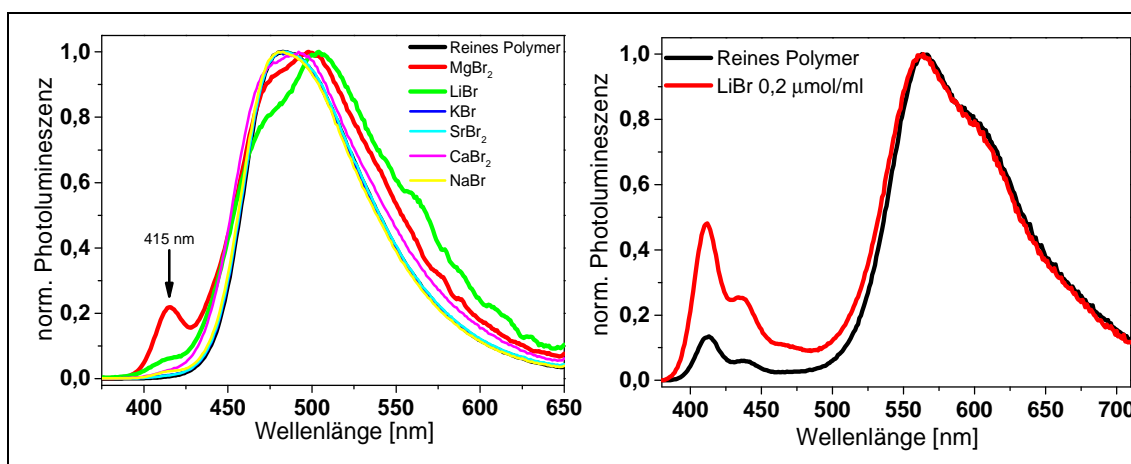 norm. Photolumineszenz
1,0
0,8
0,6
0,4
0,2
0,0
415 nm
Reines Polymer
MgBr₂
LiBr
KBr
SrBr₂
CaBr₂
NaBr
400 450 500 550 600 650
Wellenlänge [nm]
norm. Photolumineszenz
1,0
0,8
0,6
0,4
0,2
0,0
Reines Polymer
LiBr 0,2 µmol/ml
400 450 500 550 600 650 700
Wellenlänge [nm]